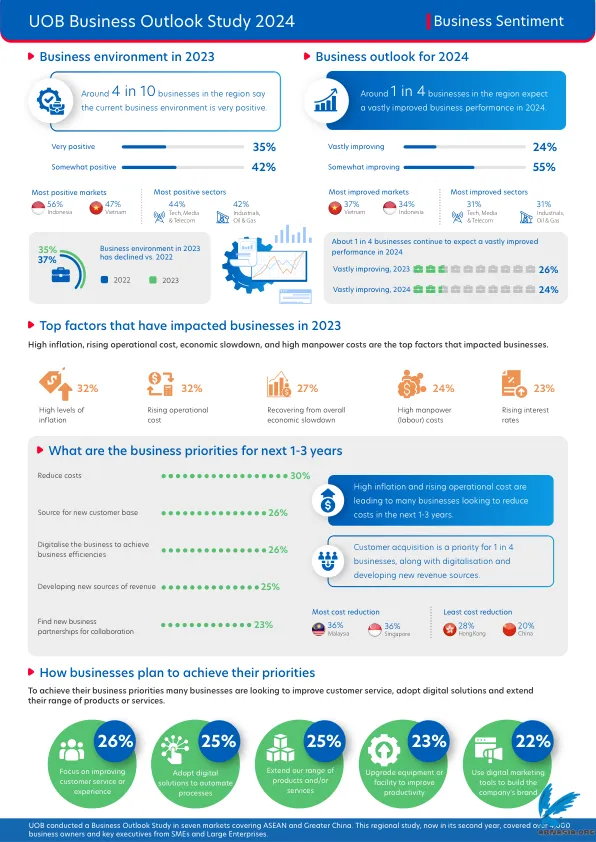 UOB Business Outlook Study 2024
Business Sentiment
Business environment in 2023
Around 4 in 10 businesses in the region say
the current business environment is very positive.
Very positive 35%
Somewhat positive 42%
Most positive markets
56%
Indonesia
47%
Vietnam
Most positive sectors
44%
Tech, Media
& Telecom
42%
Industrials,
Oil & Gas
35%
37%
Business environment in 2023
has declined vs. 2022
2022
2023
Business outlook for 2024
Around 1 in 4 businesses in the region expect
a vastly improved business performance in 2024.
Vastly improving 24%
Somewhat improving 55%
Most improved markets
37%
Vietnam
34%
Indonesia
Most improved sectors
31%
Tech, Media
& Telecom
31%
Industrials,
Oil & Gas
About 1 in 4 businesses continue to expect a vastly improved
performance in 2024
Vastly improving, 2023 26%
Vastly improving, 2024 24%
Top factors that have impacted businesses in 2023
High inflation, rising operational cost, economic slowdown, and high manpower costs are the top factors that impacted businesses.
32%
High levels of
inflation
32%
Rising operational
cost
27%
Recovering from overall
economic slowdown
24%
High manpower
(labour) costs
23%
Rising interest
rates
What are the business priorities for next 1-3 years
Reduce costs 30%
Source for new customer base 26%
Digitalise the business to achieve
business efficiencies
26%
Developing new sources of revenue 25%
Find new business
partnerships for collaboration
23%
High inflation and rising operational cost are
leading to many businesses looking to reduce
costs in the next 1-3 years.
Customer acquisition is a priority for 1 in 4
businesses, along with digitalisation and
developing new revenue sources.
Most cost reduction
36%
Malaysia
36%
Singapore
Least cost reduction
28%
Hong Kong
20%
China
How businesses plan to achieve their priorities
To achieve their business priorities many businesses are looking to improve customer service, adopt digital solutions and extend
their range of products or services.
26%
Focus on improving
customer service or
experience
25%
Adopt digital
solutions to automate
processes
25%
Extend our range of
products and/or
services
23%
Upgrade equipment or
facility to improve
productivity
22%
Use digital marketing
tools to build the
company's brand
UOB conducted a Business Outlook Study in seven markets covering ASEAN and Greater China. This regional study, now in its second year, covered over 4,000
business owners and key executives from SMEs and Large Enterprises.